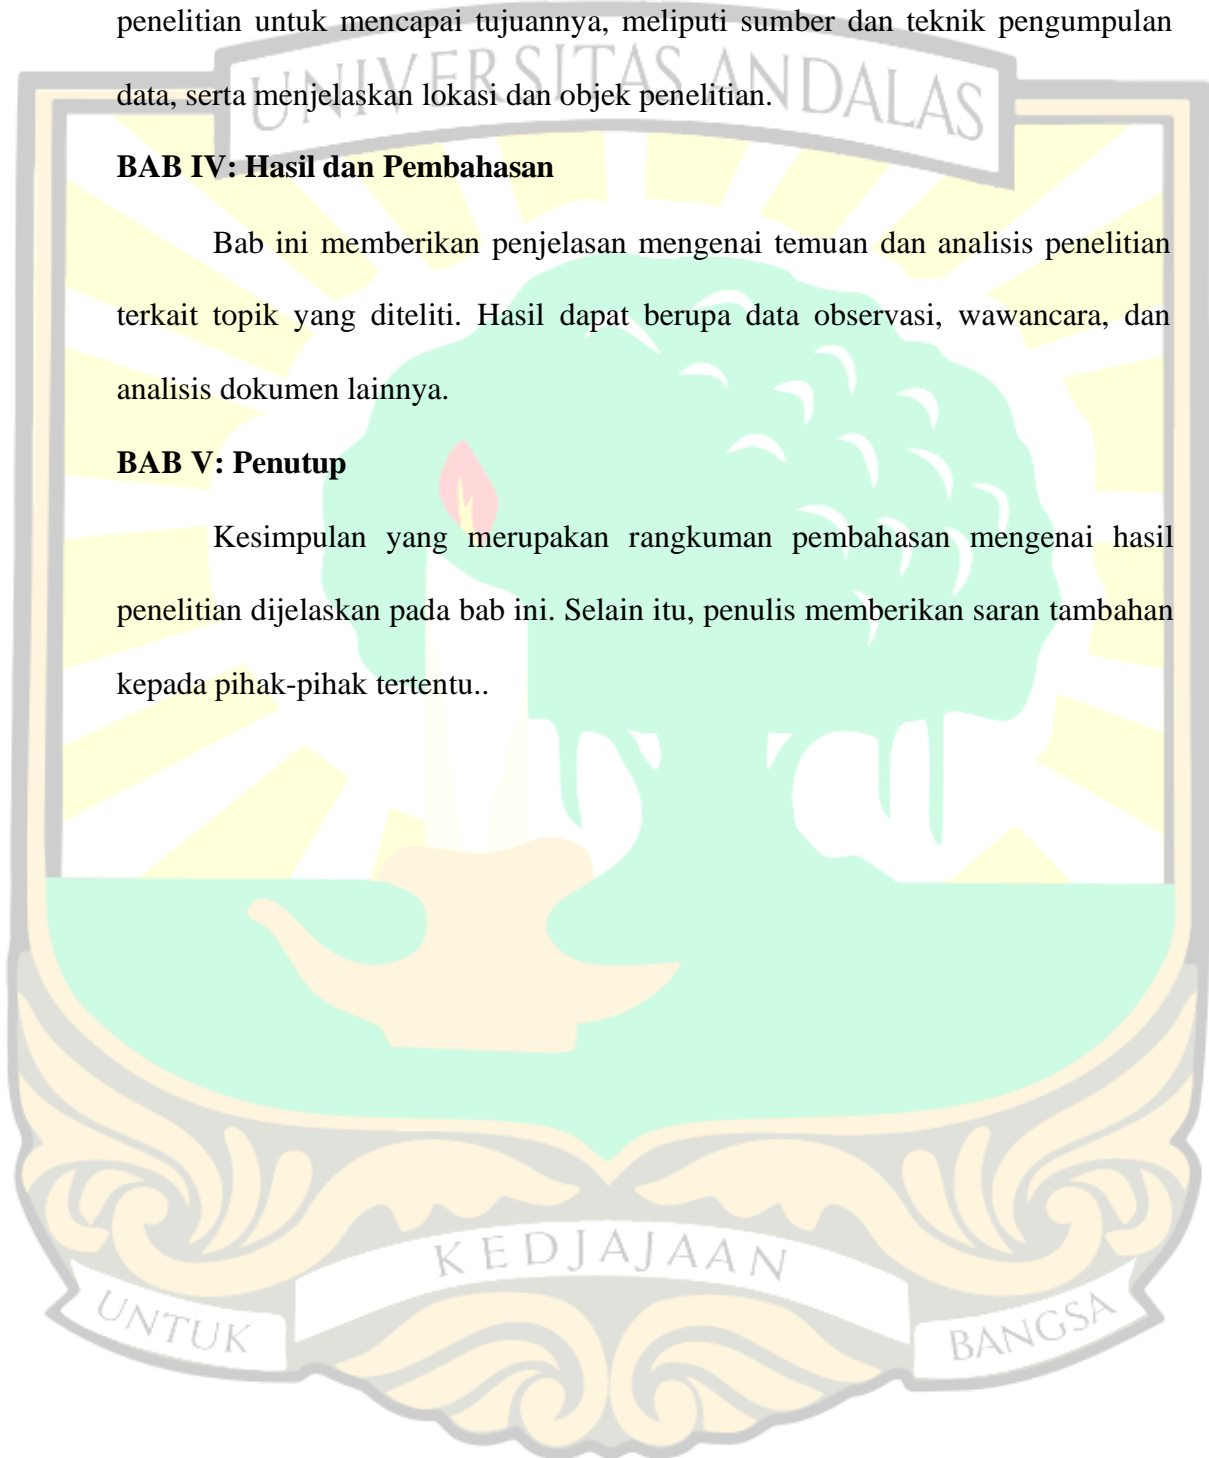 penelitian untuk mencapai tujuannya, meliputi sumber dan teknik pengumpulan
UNIVERSITAS ANDALAS
data, serta menjelaskan lokasi dan objek penelitian.
BAB IV: Hasil dan Pembahasan
Bab ini memberikan penjelasan mengenai temuan dan analisis penelitian
terkait topik yang diteliti. Hasil dapat berupa data observasi, wawancara, dan
analisis dokumen lainnya.
BAB V: Penutup
Kesimpulan yang merupakan rangkuman pembahasan mengenai hasil
penelitian dijelaskan pada bab ini. Selain itu, penulis memberikan saran tambahan
kepada pihak-pihak tertentu..
UNTUK KEDJAJAAN BANGSA